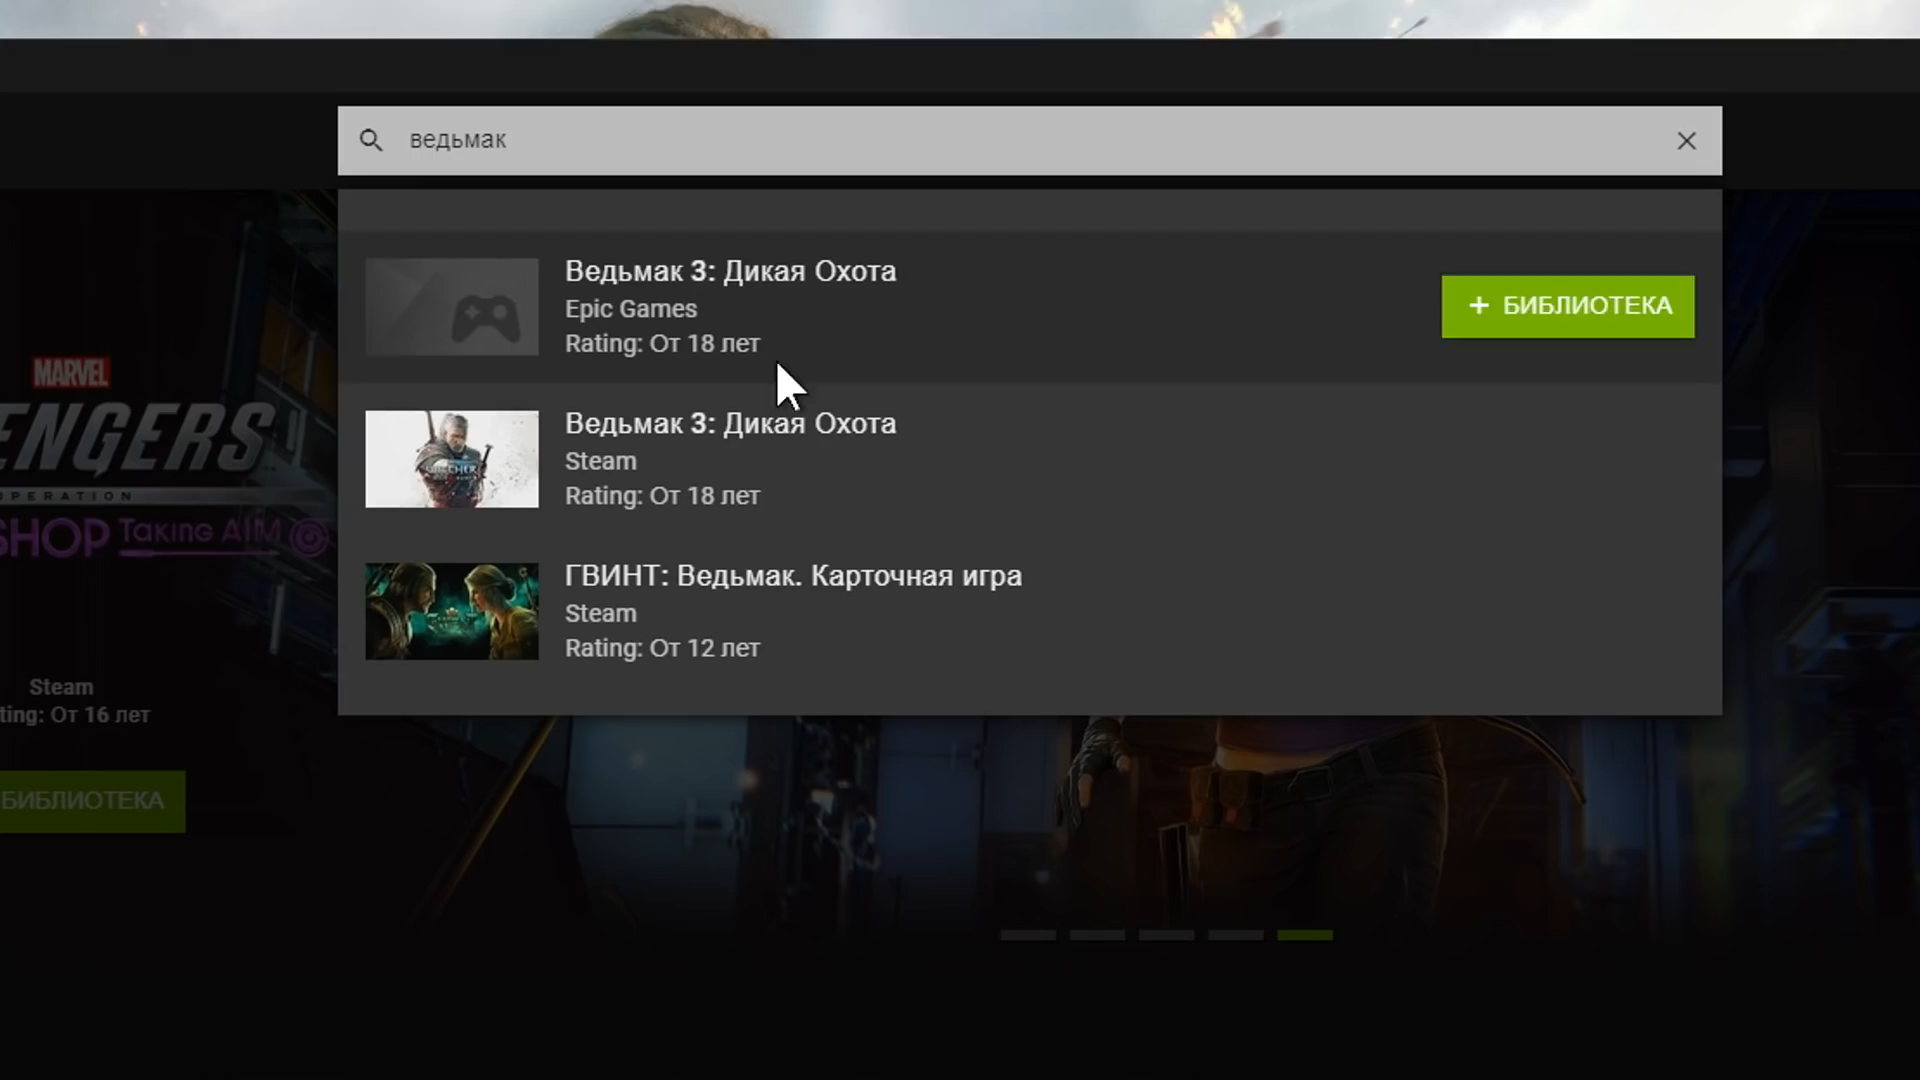 ведьмак
Ведьмак 3: Дикая Охота
Epic Games
Rating: От 18 лет
+ БИБЛИОТЕКА
Ведьмак 3: Дикая Охота
Steam
Rating: От 18 лет
ГВИНТ: Ведьмак. Карточная игра
Steam
Rating: От 12 лет
MARVEL
ENGERS
OPERATION
SHOP Taking AIM
Steam
ting: От 16 лет
БИБЛИОТЕКА